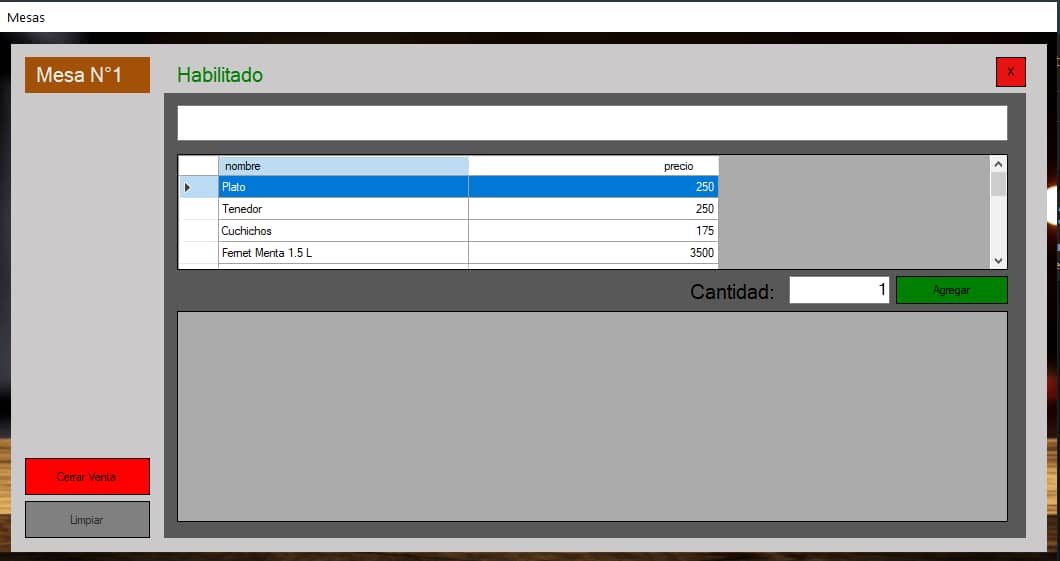 Mesas
Mesa N°1 Habilitado X
nombre precio
Plato 250
Tenedor 250
Cuchichos 175
Fernet Menta 1.5 L 3500
Cantidad: 1 Agregar
Cerrar Venta
Limpiar